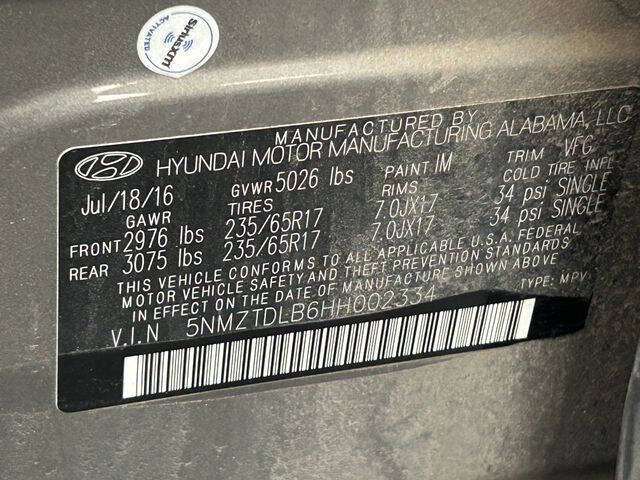 siriusxm
ACTIVATED
MANUFACTURED BY
HYUNDAI MOTOR MANUFACTURING ALABAMA, LLC
Jul/18/16 GVWR 5026 lbs PAINT IM TRIM VFG
GAWR TIRES RIMS COLD TIRE INFL
FRONT 2976 lbs 235/65R17 7.0JX17 34 psi SINGLE
REAR 3075 lbs 235/65R17 7.0JX17 34 psi SINGLE
THIS VEHICLE CONFORMS TO ALL APPLICABLE U.S.A. FEDERAL
MOTOR VEHICLE SAFETY AND THEFT PREVENTION STANDARDS
IN EFFECT ON THE DATE OF MANUFACTURE SHOWN ABOVE
V.I.N 5NMZTDLB6HH002334 TYPE: MPV